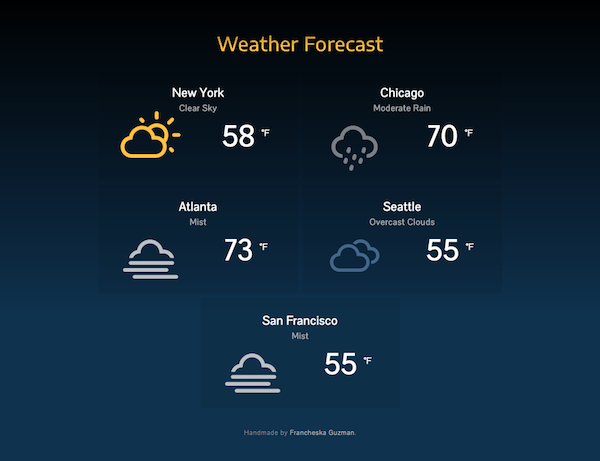 Weather Forecast
New York
Clear Sky
58 °F
Chicago
Moderate Rain
70 °F
Atlanta
Mist
73 °F
Seattle
Overcast Clouds
55 °F
San Francisco
Mist
55 °F
Handmade by Francheska Guzman.